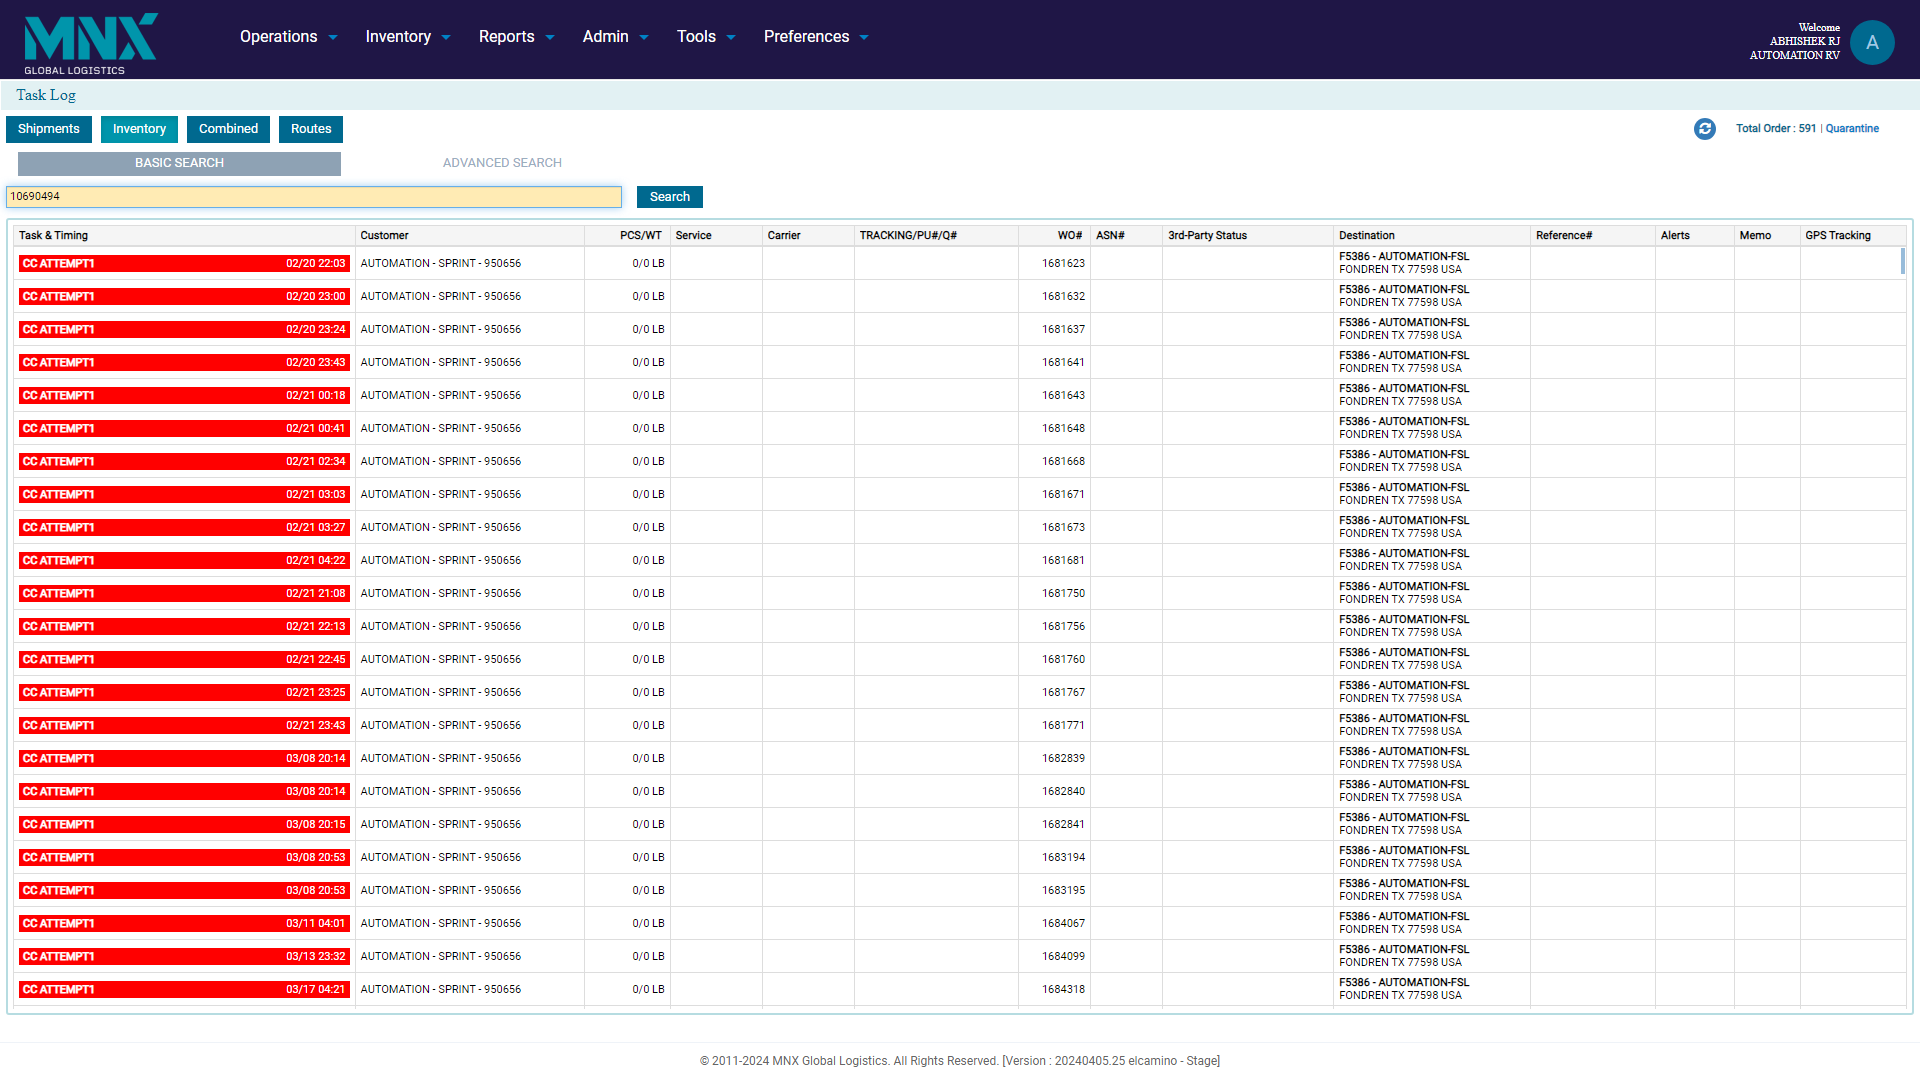 MNX
GLOBAL LOGISTICS
Operations Inventory Reports Admin Tools Preferences
Welcome
ABHISHEK RJ
AUTOMATION RV
A
Task Log
Shipments Inventory Combined Routes
Total Order : 591 | Quarantine
BASIC SEARCH ADVANCED SEARCH
10690494 Search
Task & Timing Customer PCS/WT Service Carrier TRACKING/PU#/Q# WO# ASN# 3rd-Party Status Destination Reference# Alerts Memo GPS Tracking
CC ATTEMPT1 02/20 22:03 AUTOMATION - SPRINT - 950656 0/0 LB 1681623 F5386 - AUTOMATION-FSL
FONDREN TX 77598 USA
CC ATTEMPT1 02/20 23:00 AUTOMATION - SPRINT - 950656 0/0 LB 1681632 F5386 - AUTOMATION-FSL
FONDREN TX 77598 USA
CC ATTEMPT1 02/20 23:24 AUTOMATION - SPRINT - 950656 0/0 LB 1681637 F5386 - AUTOMATION-FSL
FONDREN TX 77598 USA
CC ATTEMPT1 02/20 23:43 AUTOMATION - SPRINT - 950656 0/0 LB 1681641 F5386 - AUTOMATION-FSL
FONDREN TX 77598 USA
CC ATTEMPT1 02/21 00:18 AUTOMATION - SPRINT - 950656 0/0 LB 1681643 F5386 - AUTOMATION-FSL
FONDREN TX 77598 USA
CC ATTEMPT1 02/21 00:41 AUTOMATION - SPRINT - 950656 0/0 LB 1681648 F5386 - AUTOMATION-FSL
FONDREN TX 77598 USA
CC ATTEMPT1 02/21 02:34 AUTOMATION - SPRINT - 950656 0/0 LB 1681668 F5386 - AUTOMATION-FSL
FONDREN TX 77598 USA
CC ATTEMPT1 02/21 03:03 AUTOMATION - SPRINT - 950656 0/0 LB 1681671 F5386 - AUTOMATION-FSL
FONDREN TX 77598 USA
CC ATTEMPT1 02/21 03:27 AUTOMATION - SPRINT - 950656 0/0 LB 1681673 F5386 - AUTOMATION-FSL
FONDREN TX 77598 USA
CC ATTEMPT1 02/21 04:22 AUTOMATION - SPRINT - 950656 0/0 LB 1681681 F5386 - AUTOMATION-FSL
FONDREN TX 77598 USA
CC ATTEMPT1 02/21 21:08 AUTOMATION - SPRINT - 950656 0/0 LB 1681750 F5386 - AUTOMATION-FSL
FONDREN TX 77598 USA
CC ATTEMPT1 02/21 22:13 AUTOMATION - SPRINT - 950656 0/0 LB 1681756 F5386 - AUTOMATION-FSL
FONDREN TX 77598 USA
CC ATTEMPT1 02/21 22:45 AUTOMATION - SPRINT - 950656 0/0 LB 1681760 F5386 - AUTOMATION-FSL
FONDREN TX 77598 USA
CC ATTEMPT1 02/21 23:25 AUTOMATION - SPRINT - 950656 0/0 LB 1681767 F5386 - AUTOMATION-FSL
FONDREN TX 77598 USA
CC ATTEMPT1 02/21 23:43 AUTOMATION - SPRINT - 950656 0/0 LB 1681771 F5386 - AUTOMATION-FSL
FONDREN TX 77598 USA
CC ATTEMPT1 03/08 20:14 AUTOMATION - SPRINT - 950656 0/0 LB 1682839 F5386 - AUTOMATION-FSL
FONDREN TX 77598 USA
CC ATTEMPT1 03/08 20:14 AUTOMATION - SPRINT - 950656 0/0 LB 1682840 F5386 - AUTOMATION-FSL
FONDREN TX 77598 USA
CC ATTEMPT1 03/08 20:15 AUTOMATION - SPRINT - 950656 0/0 LB 1682841 F5386 - AUTOMATION-FSL
FONDREN TX 77598 USA
CC ATTEMPT1 03/08 20:53 AUTOMATION - SPRINT - 950656 0/0 LB 1683194 F5386 - AUTOMATION-FSL
FONDREN TX 77598 USA
CC ATTEMPT1 03/08 20:53 AUTOMATION - SPRINT - 950656 0/0 LB 1683195 F5386 - AUTOMATION-FSL
FONDREN TX 77598 USA
CC ATTEMPT1 03/11 04:01 AUTOMATION - SPRINT - 950656 0/0 LB 1684067 F5386 - AUTOMATION-FSL
FONDREN TX 77598 USA
CC ATTEMPT1 03/13 23:32 AUTOMATION - SPRINT - 950656 0/0 LB 1684099 F5386 - AUTOMATION-FSL
FONDREN TX 77598 USA
CC ATTEMPT1 03/17 04:21 AUTOMATION - SPRINT - 950656 0/0 LB 1684318 F5386 - AUTOMATION-FSL
FONDREN TX 77598 USA
© 2011-2024 MNX Global Logistics. All Rights Reserved. [Version : 20240405.25 elcamino - Stage]